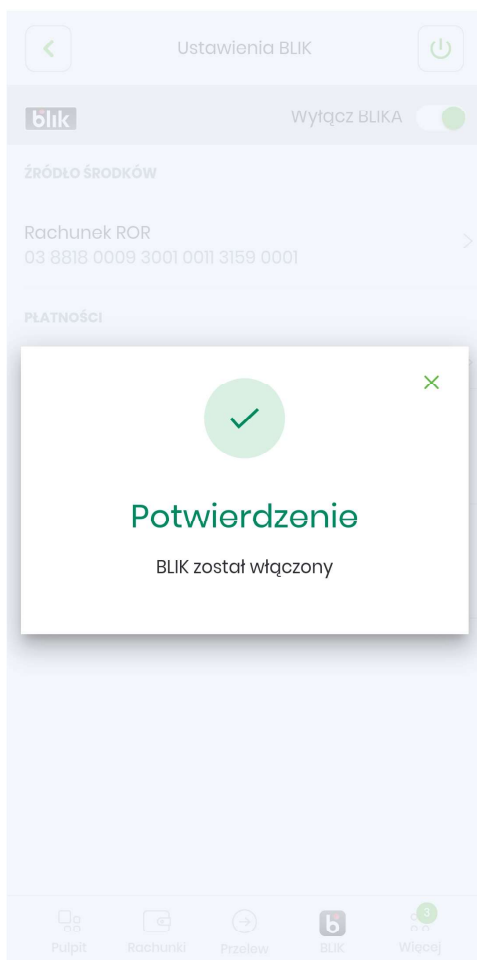 Ustawienia BLIK
blik
Wyłącz BLIKA
ŹRÓDŁO ŚRODKÓW
Rachunek ROR
03 8818 0009 3001 0011 3159 0001
PŁATNOŚCI
Potwierdzenie
BLIK został włączony
3
Pulpit
Rachunki
Przelew
BLIK
Więcej